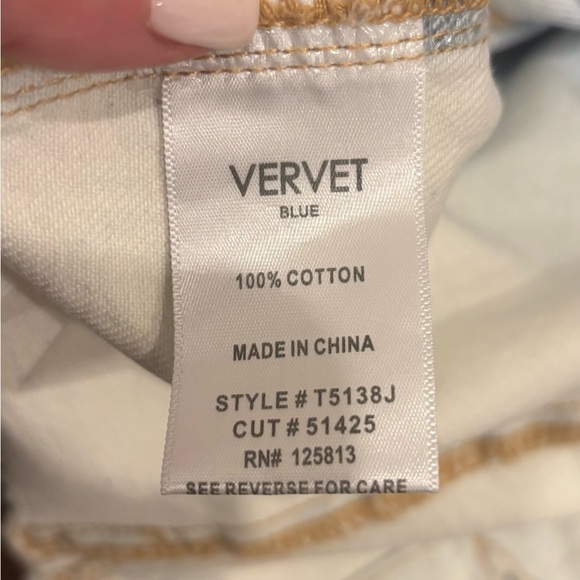 VERVET
BLUE
100% COTTON
MADE IN CHINA
STYLE # T5138J
CUT # 51425
RN# 125813
SEE REVERSE FOR CARE